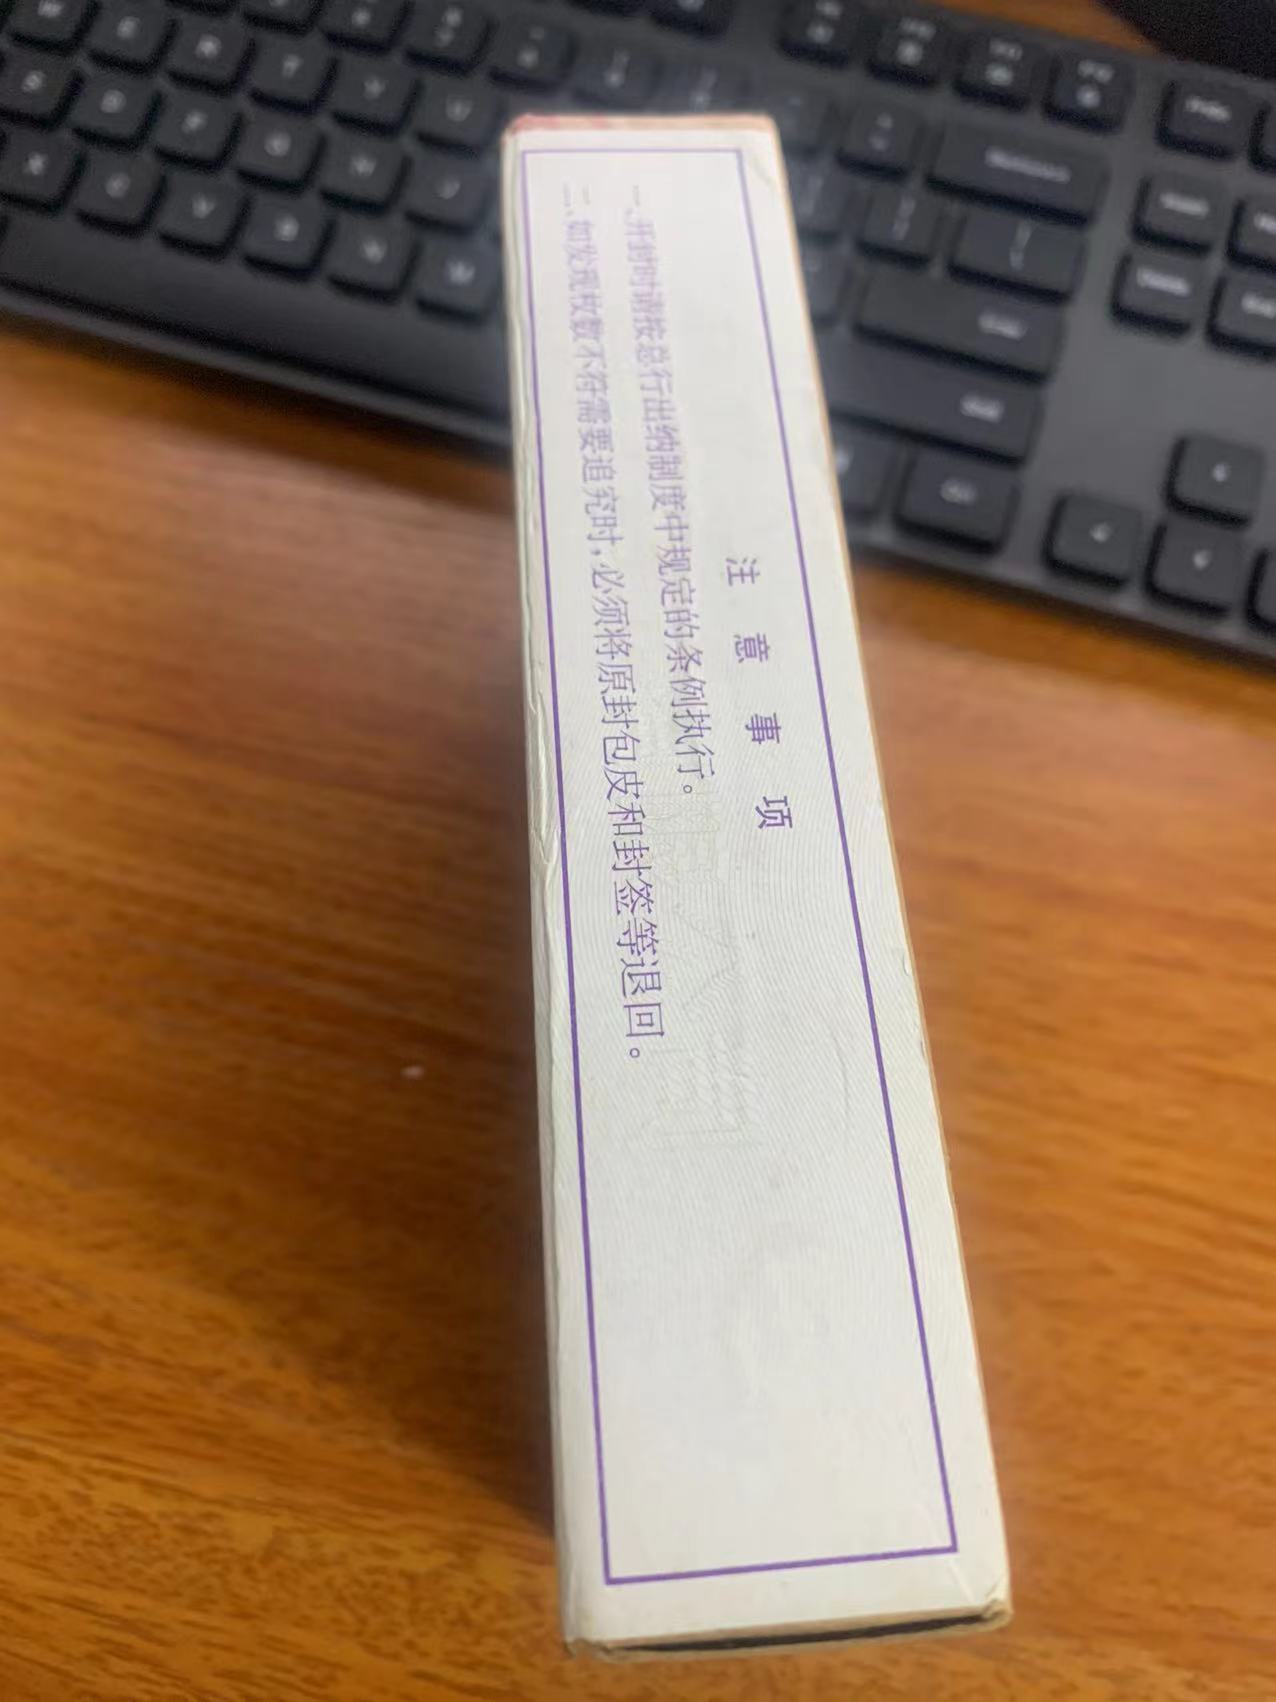 注意事项
一、开封时请按总行出纳制度中规定的条例执行。
二、如发现枚数不符需要追究时,必须将原封包皮和封签等退回。